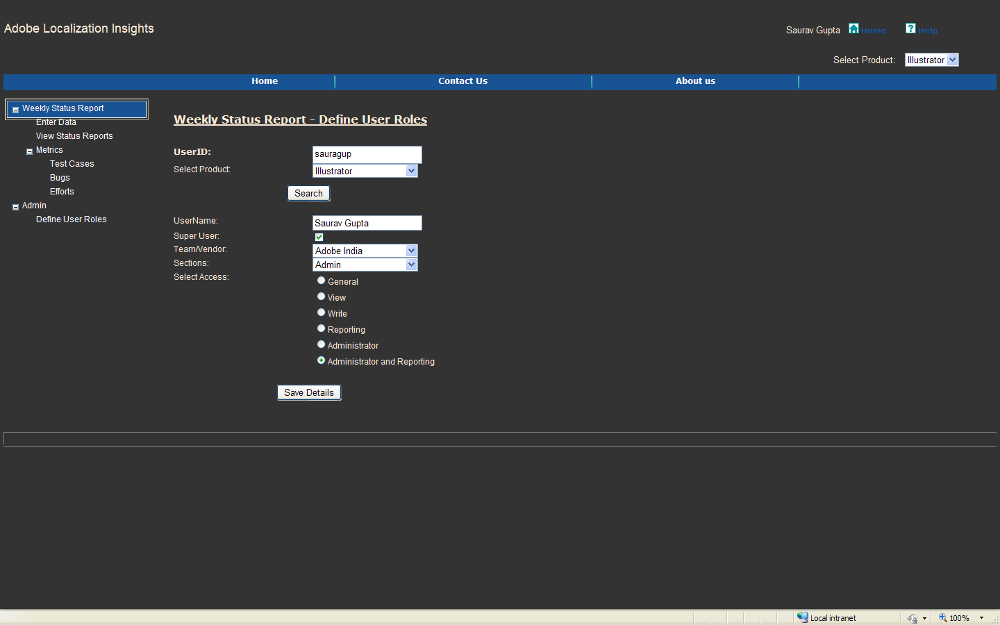 Adobe Localization Insights
Saurav Gupta Home Help
Select Product: Illustrator
Home Contact Us About us
Weekly Status Report
Enter Data
View Status Reports
Metrics
Test Cases
Bugs
Efforts
Admin
Define User Roles
Weekly Status Report - Define User Roles
UserID: sauragup
Select Product: Illustrator
Search
UserName: Saurav Gupta
Super User:
Team/Vendor: Adobe India
Sections: Admin
Select Access:
General
View
Write
Reporting
Administrator
Administrator and Reporting
Save Details
Local intranet 100%